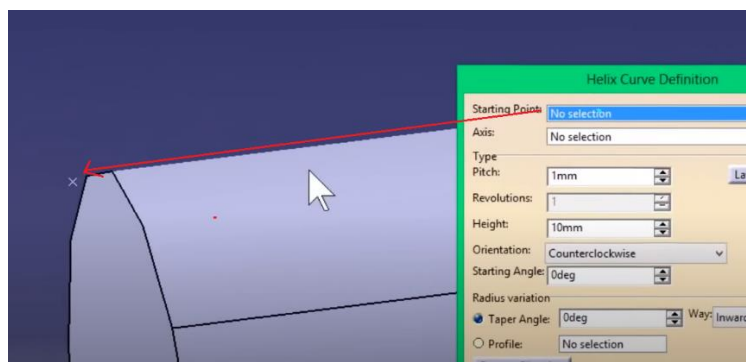 Helix Curve Definition
Starting Point: No selection
Axis: No selection
Type
Pitch: 1mm La
Revolutions: 1
Height: 10mm
Orientation: Counterclockwise
Starting Angle: 0deg
Radius variation
Taper Angle: 0deg Way: Inward
Profile: No selection